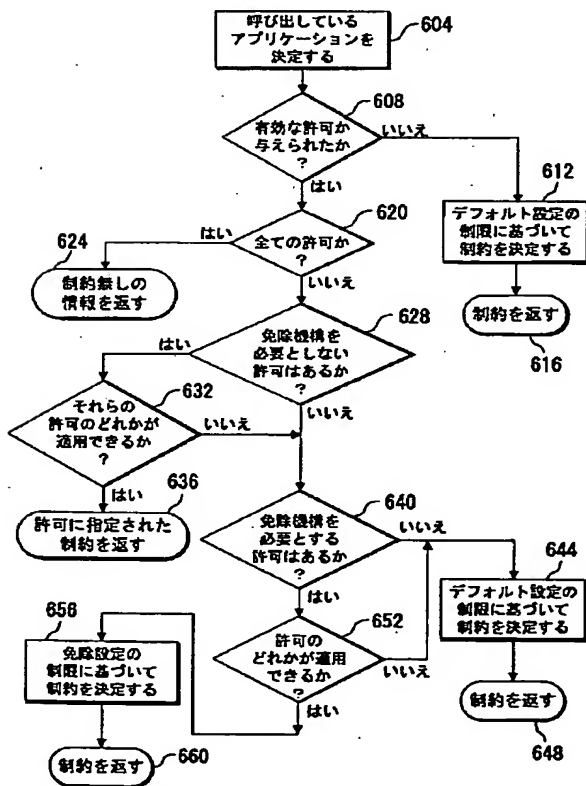 呼び出している
アプリケーションを
決定する
604
有効な許可が
与えられたか
?
608
いいえ
はい
612
デフォルト設定の
制限に基づいて
制約を決定する
制約を返す
616
620
全ての許可か
?
はい
いいえ
624
制約無しの
情報を返す
628
免除機構を
必要としない
許可はあるか
?
はい
いいえ
632
それらの
許可のどれかが
適用できるか
?
いいえ
はい
636
許可に指定された
制約を返す
640
免除機構を
必要とする
許可はあるか
?
いいえ
はい
644
デフォルト設定の
制限に基づいて
制約を決定する
制約を返す
648
652
許可の
どれかが適用
できるか
?
いいえ
はい
656
免除設定の
制限に基づいて
制約を決定する
制約を返す
660